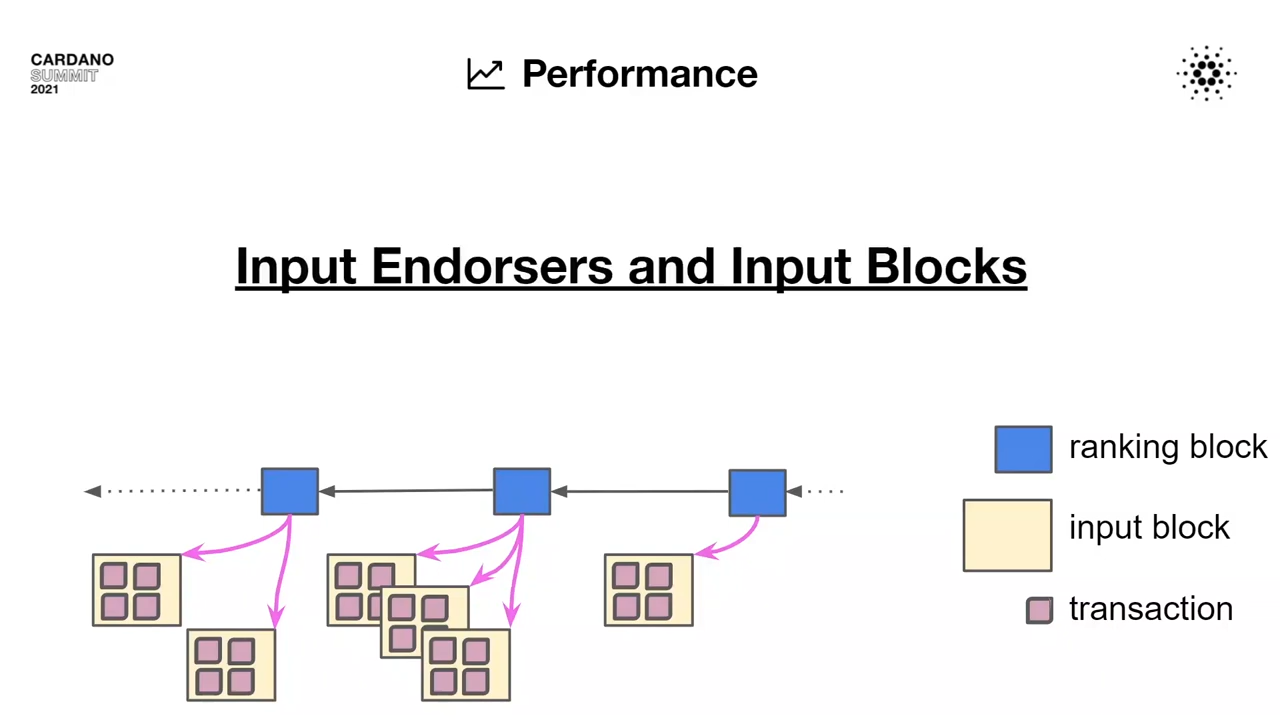 CARDANO
SUMMIT
2021
Performance
Input Endorsers and Input Blocks
ranking block
input block
transaction